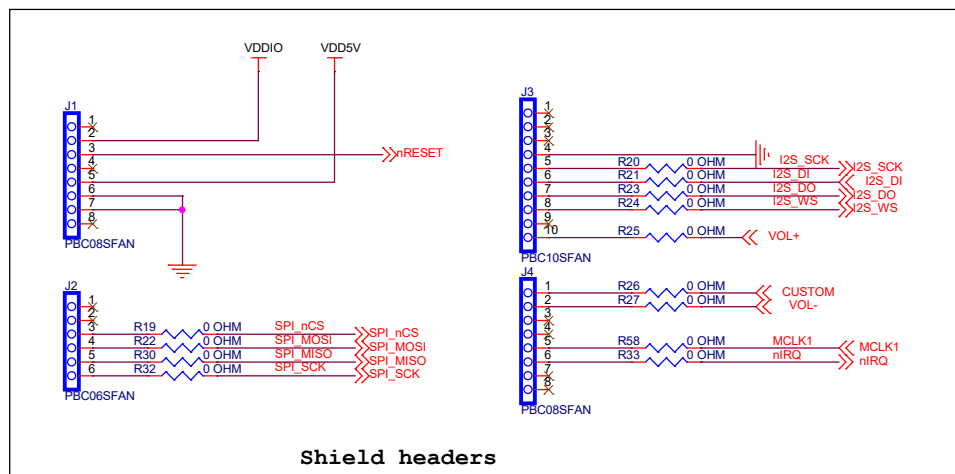 VDDIO VDD5V
J1
1
2
3 nRESET
4
5
6
7
8
PBC08SFAN
J2
1
2
3 R19 0 OHM SPI_nCS SPI_nCS
4 R22 0 OHM SPI_MOSI SPI_MOSI
5 R30 0 OHM SPI_MISO SPI_MISO
6 R32 0 OHM SPI_SCK SPI_SCK
PBC06SFAN
J3
1
2
3
4
5 R20 0 OHM I2S_SCK I2S_SCK
6 R21 0 OHM I2S_DI I2S_DI
7 R23 0 OHM I2S_DO I2S_DO
8 R24 0 OHM I2S_WS I2S_WS
9
10 R25 0 OHM VOL+
PBC10SFAN
J4
1 R26 0 OHM CUSTOM
2 R27 0 OHM VOL-
3
4
5 R58 0 OHM MCLK1 MCLK1
6 R33 0 OHM nIRQ nIRQ
7
8
PBC08SFAN
Shield headers